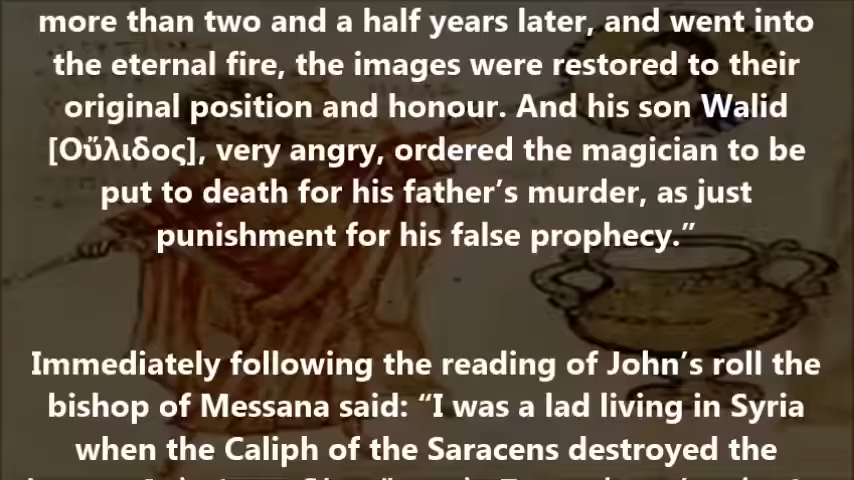 more than two and a half years later, and went into
the eternal fire, the images were restored to their
original position and honour. And his son Walid
[Οὔλιδος], very angry, ordered the magician to be
put to death for his father’s murder, as just
punishment for his false prophecy.”
Immediately following the reading of John’s roll the
bishop of Messana said: “I was a lad living in Syria
when the Caliph of the Saracens destroyed the